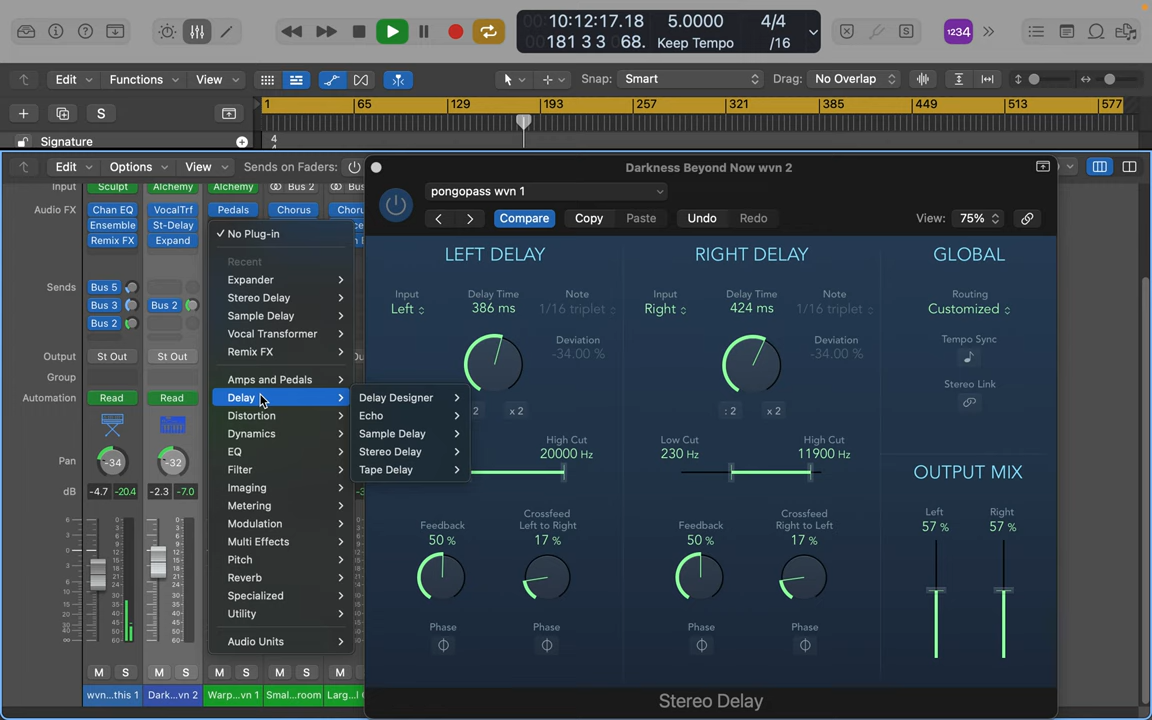 10:12:17.18 5.0000 4/4
181 3 3 068. Keep Tempo /16
1234
Edit Functions View Snap: Smart Drag: No Overlap
1 65 129 193 257 321 385 449 513 577
S
Signature
4
Edit Options View Sends on Faders:
Darkness Beyond Now wvn 2
Input Sculpt Alchemy Alchemy Bus 2
Audio FX Chan EQ VocalTrf Pedals Chorus
Ensemble St-Delay
Remix FX Expand
Sends Bus 5
Bus 3 Bus 2
Bus 2
Output St Out St Out
Group
Automation Read Read
Pan -34 -32
dB -4.7 -20.4 -2.3 -7.0
M S M S M S M S M
wvn...this 1 Dark...vn 2 Warp...vn 1 Smal...room
No Plug-in
Recent
Expander
Stereo Delay
Sample Delay
Vocal Transformer
Remix FX
Amps and Pedals
Delay
Distortion
Dynamics
EQ
Filter
Imaging
Metering
Modulation
Multi Effects
Pitch
Reverb
Specialized
Utility
Audio Units
Delay Designer
Echo
Sample Delay
Stereo Delay
Tape Delay
pongopass wvn 1
Compare Copy Paste Undo Redo View: 75%
LEFT DELAY RIGHT DELAY GLOBAL
Input Delay Time Note Input Delay Time Note Routing
Left 386 ms 1/16 triplet Right 424 ms 1/16 triplet Customized
Deviation Deviation Tempo Sync
-34.00 % -34.00 %
Stereo Link
2 x 2 : 2 x 2
High Cut Low Cut High Cut
20000 Hz 230 Hz 11900 Hz
OUTPUT MIX
Feedback Crossfeed Left to Right Feedback Crossfeed Right to Left Left Right
50 % 17 % 50 % 17 % 57 % 57 %
Phase Phase Phase Phase
Stereo Delay